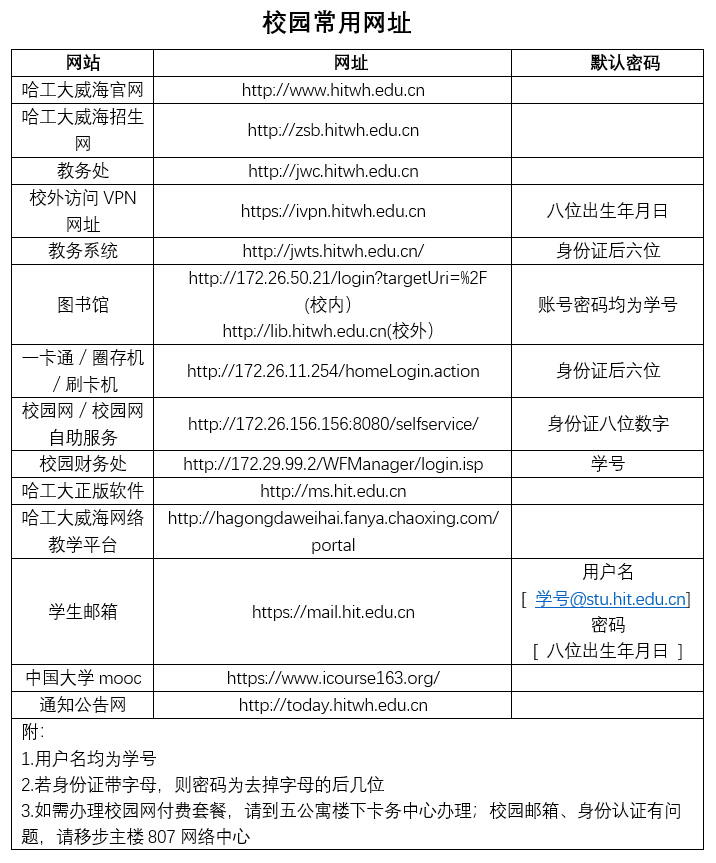 校园常用网址
网站 网址 默认密码
哈工大威海官网 http://www.hitwh.edu.cn
哈工大威海招生
网 http://zsb.hitwh.edu.cn
教务处 http://jwc.hitwh.edu.cn
校外访问 VPN
网址 https://ivpn.hitwh.edu.cn 八位出生年月日
教务系统 http://jwts.hitwh.edu.cn/ 身份证后六位
图书馆 http://172.26.50.21/login?targetUri=%2F
(校内）
http://lib.hitwh.edu.cn(校外） 账号密码均为学号
一卡通 / 圈存机
/ 刷卡机 http://172.26.11.254/homeLogin.action 身份证后六位
校园网 / 校园网
自助服务 http://172.26.156.156:8080/selfservice/ 身份证八位数字
校园财务处 http://172.29.99.2/WFManager/login.isp 学号
哈工大正版软件 http://ms.hit.edu.cn
哈工大威海网络
教学平台 http://hagongdaweihai.fanya.chaoxing.com/
portal
学生邮箱 https://mail.hit.edu.cn 用户名
[ 学号@stu.hit.edu.cn]
密码
[ 八位出生年月日 ]
中国大学 mooc https://www.icourse163.org/
通知公告网 http://today.hitwh.edu.cn
附：
1.用户名均为学号
2.若身份证带字母，则密码为去掉字母的后几位
3.如需办理校园网付费套餐，请到五公寓楼下卡务中心办理；校园邮箱、身份认证有问
题，请移步主楼 807 网络中心